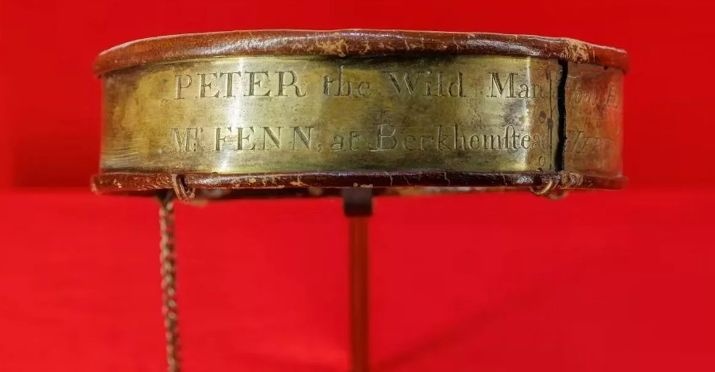 PETER the Wild Man
Mr. FENN, at Berkhemſtead